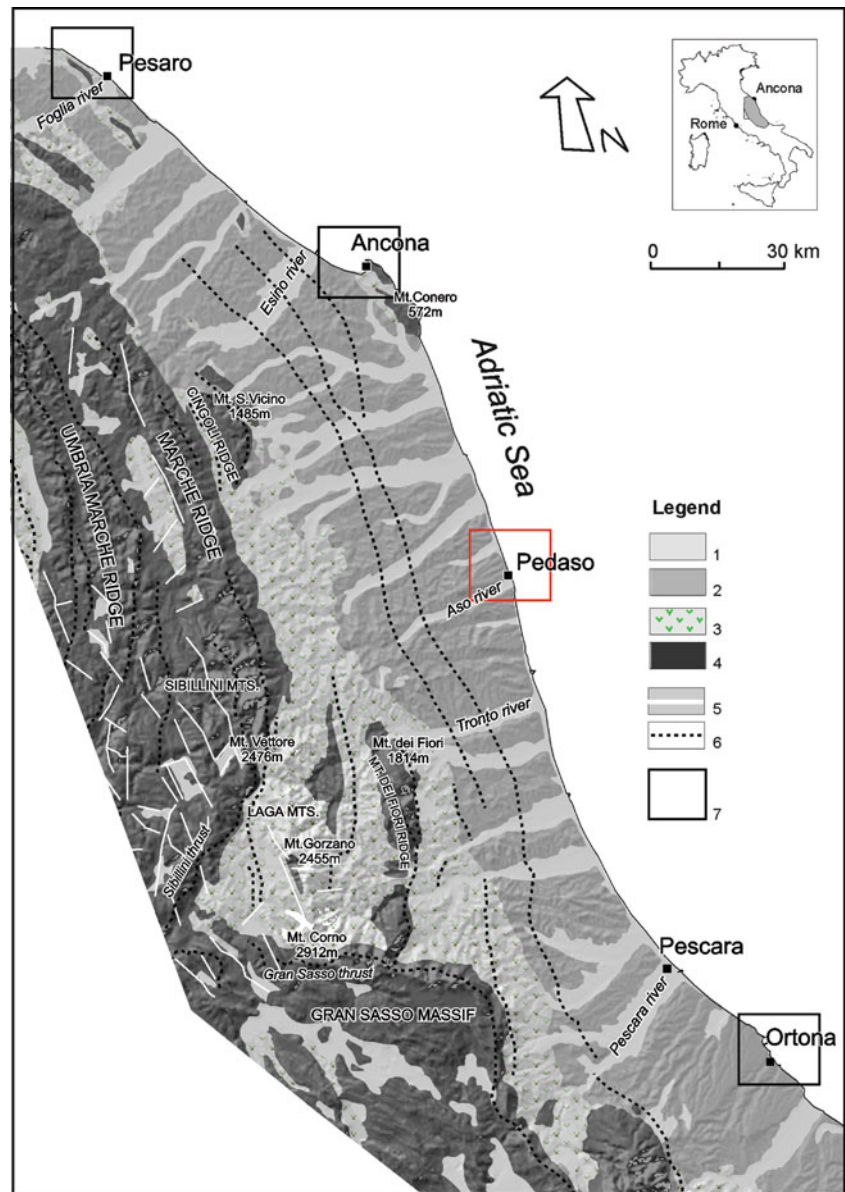 Pesaro
Foglia river
N
Ancona
Rome
0 30 km
Ancona
Esino river
Mt.Conero
572m
Adriatic Sea
Mt. S.Vicino
1485m
CINGOLI RIDGE
MARCHE RIDGE
UMBRIA MARCHE RIDGE
Pedaso
Aso river
Legend
1
2
3
4
5
6
7
SIBILLINI MTS.
Tronto river
Mt. Vettore
2476m
Mt. dei Fiori
1814m
MT. DEI FIORI RIDGE
LAGA MTS.
Mt.Gorzano
2455m
Sibillini thrust
Mt. Corno
2912m
Gran Sasso thrust
GRAN SASSO MASSIF
Pescara
Pescara river
Ortona